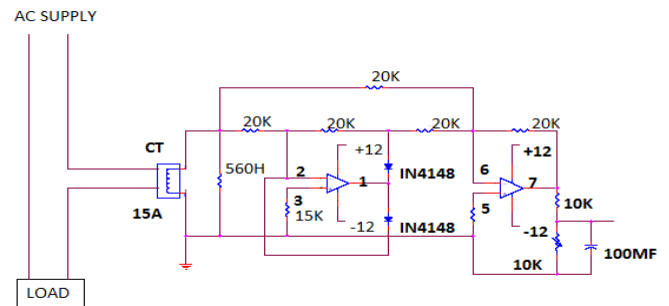 AC SUPPLY
20K
20K
20K
20K
20K
CT
+12
+12
560H
2
1
IN4148
6
7
3
15K
5
10K
15A
-12
IN4148
-12
10K
100MF
LOAD